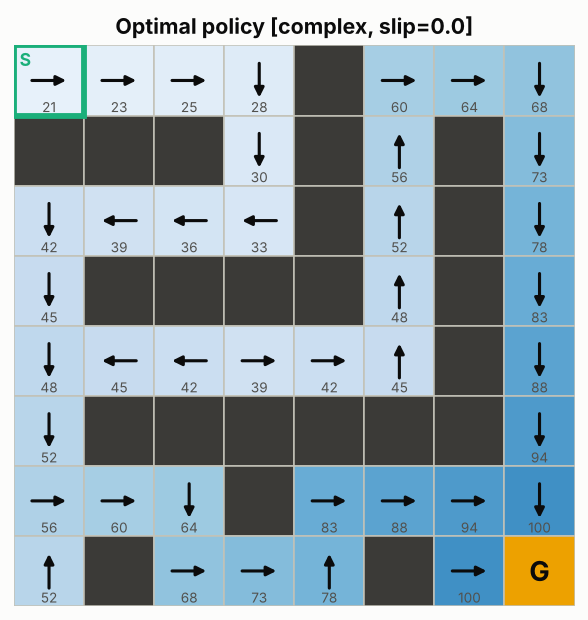 Optimal policy [complex, slip=0.0]
S
21 23 25 28 60 64 68
30 56 73
42 39 36 33 52 78
45 48 83
48 45 42 39 42 45 88
52 94
56 60 64 83 88 94 100
G
52 68 73 78 100